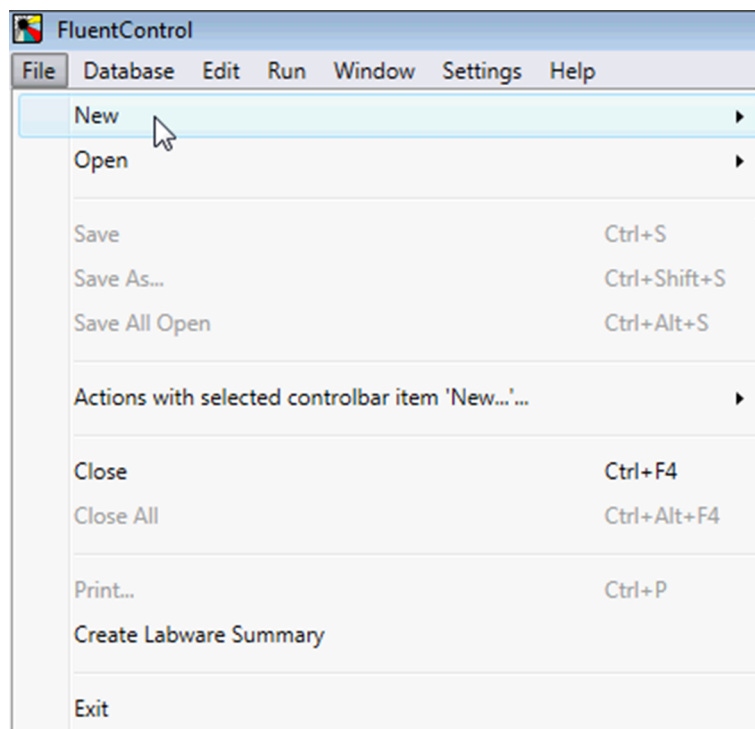 FluentControl
File Database Edit Run Window Settings Help
New
Open
Save Ctrl+S
Save As... Ctrl+Shift+S
Save All Open Ctrl+Alt+S
Actions with selected controlbar item 'New...'...
Close Ctrl+F4
Close All Ctrl+Alt+F4
Print... Ctrl+P
Create Labware Summary
Exit